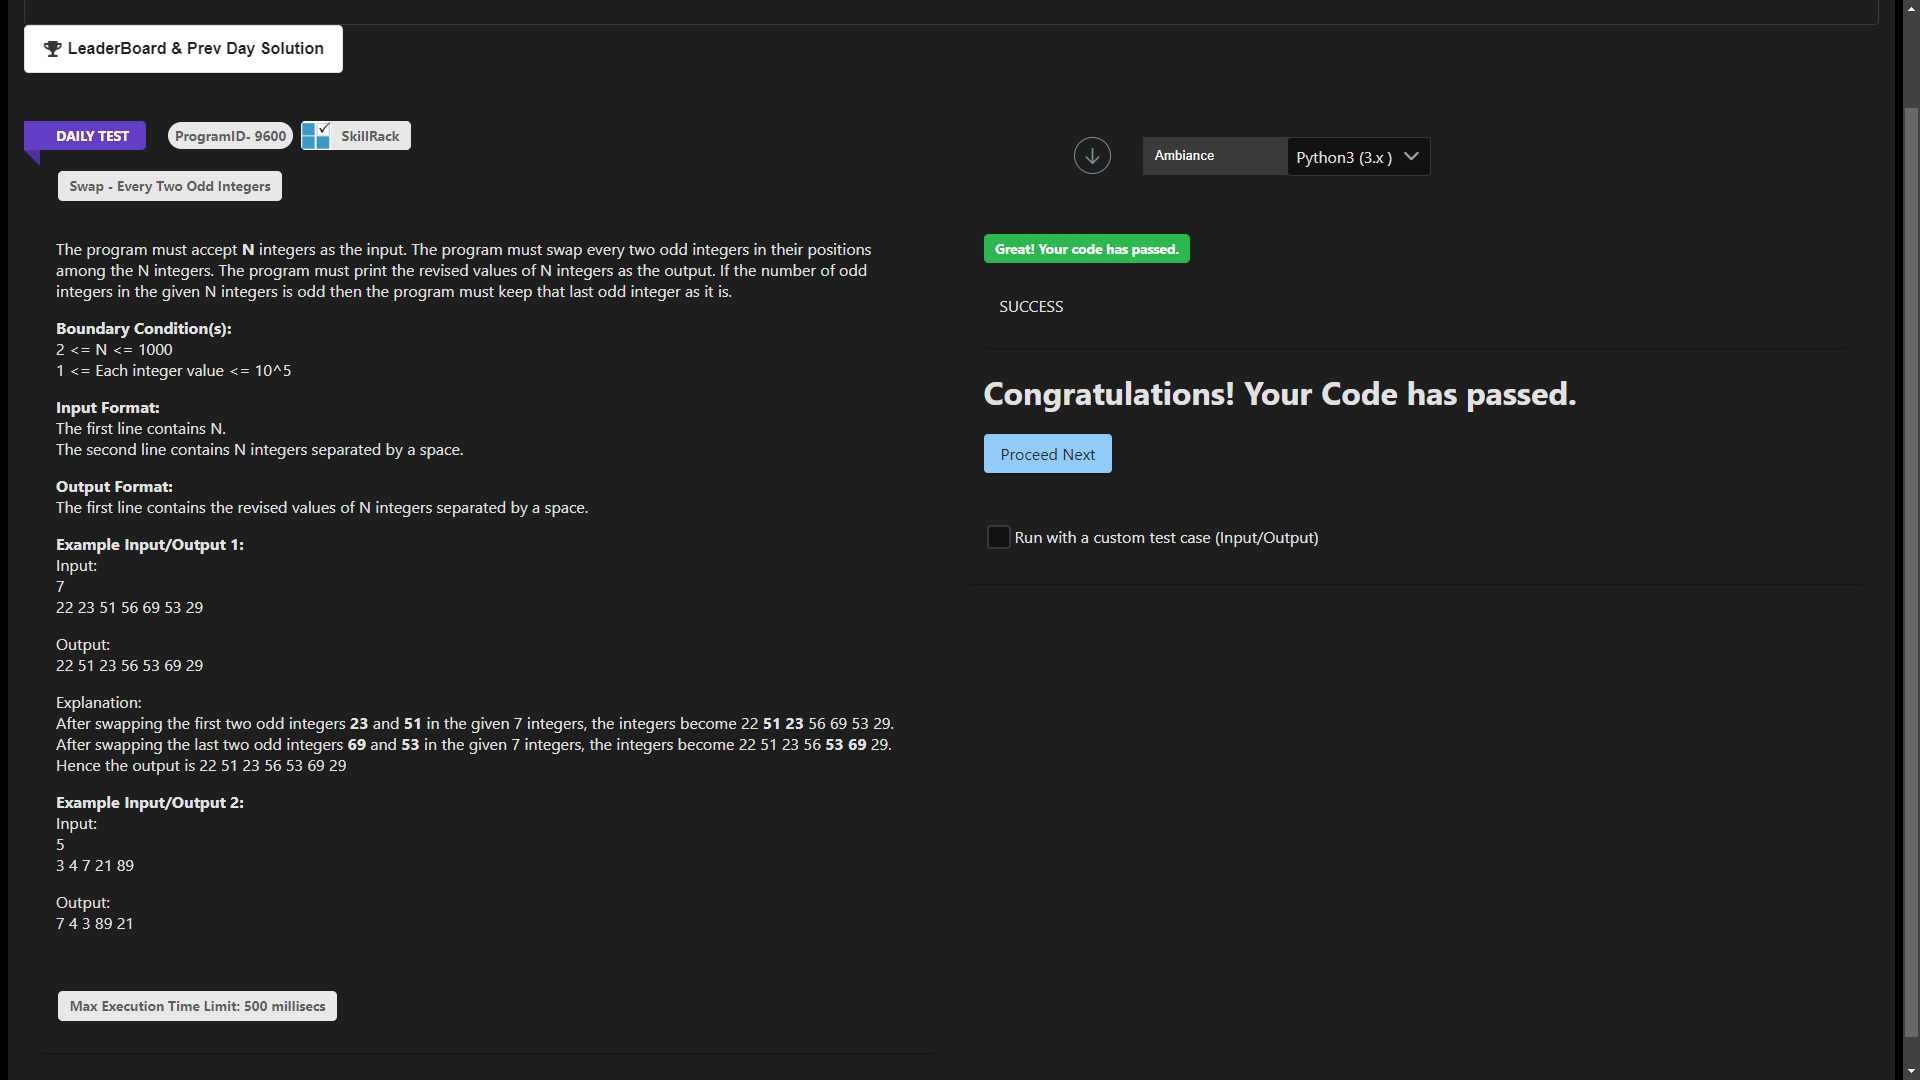 LeaderBoard & Prev Day Solution
DAILY TEST
ProgramID- 9600
SkillRack
Swap - Every Two Odd Integers
The program must accept N integers as the input. The program must swap every two odd integers in their positions
among the N integers. The program must print the revised values of N integers as the output. If the number of odd
integers in the given N integers is odd then the program must keep that last odd integer as it is.
Boundary Condition(s):
2 <= N <= 1000
1 <= Each integer value <= 10^5
Input Format:
The first line contains N.
The second line contains N integers separated by a space.
Output Format:
The first line contains the revised values of N integers separated by a space.
Example Input/Output 1:
Input:
7
22 23 51 56 69 53 29
Output:
22 51 23 56 53 69 29
Explanation:
After swapping the first two odd integers 23 and 51 in the given 7 integers, the integers become 22 51 23 56 69 53 29.
After swapping the last two odd integers 69 and 53 in the given 7 integers, the integers become 22 51 23 56 53 69 29.
Hence the output is 22 51 23 56 53 69 29
Example Input/Output 2:
Input:
5
3 4 7 21 89
Output:
7 4 3 89 21
Max Execution Time Limit: 500 millisecs
Ambiance
Python3 (3.x )
Great! Your code has passed.
SUCCESS
Congratulations! Your Code has passed.
Proceed Next
Run with a custom test case (Input/Output)